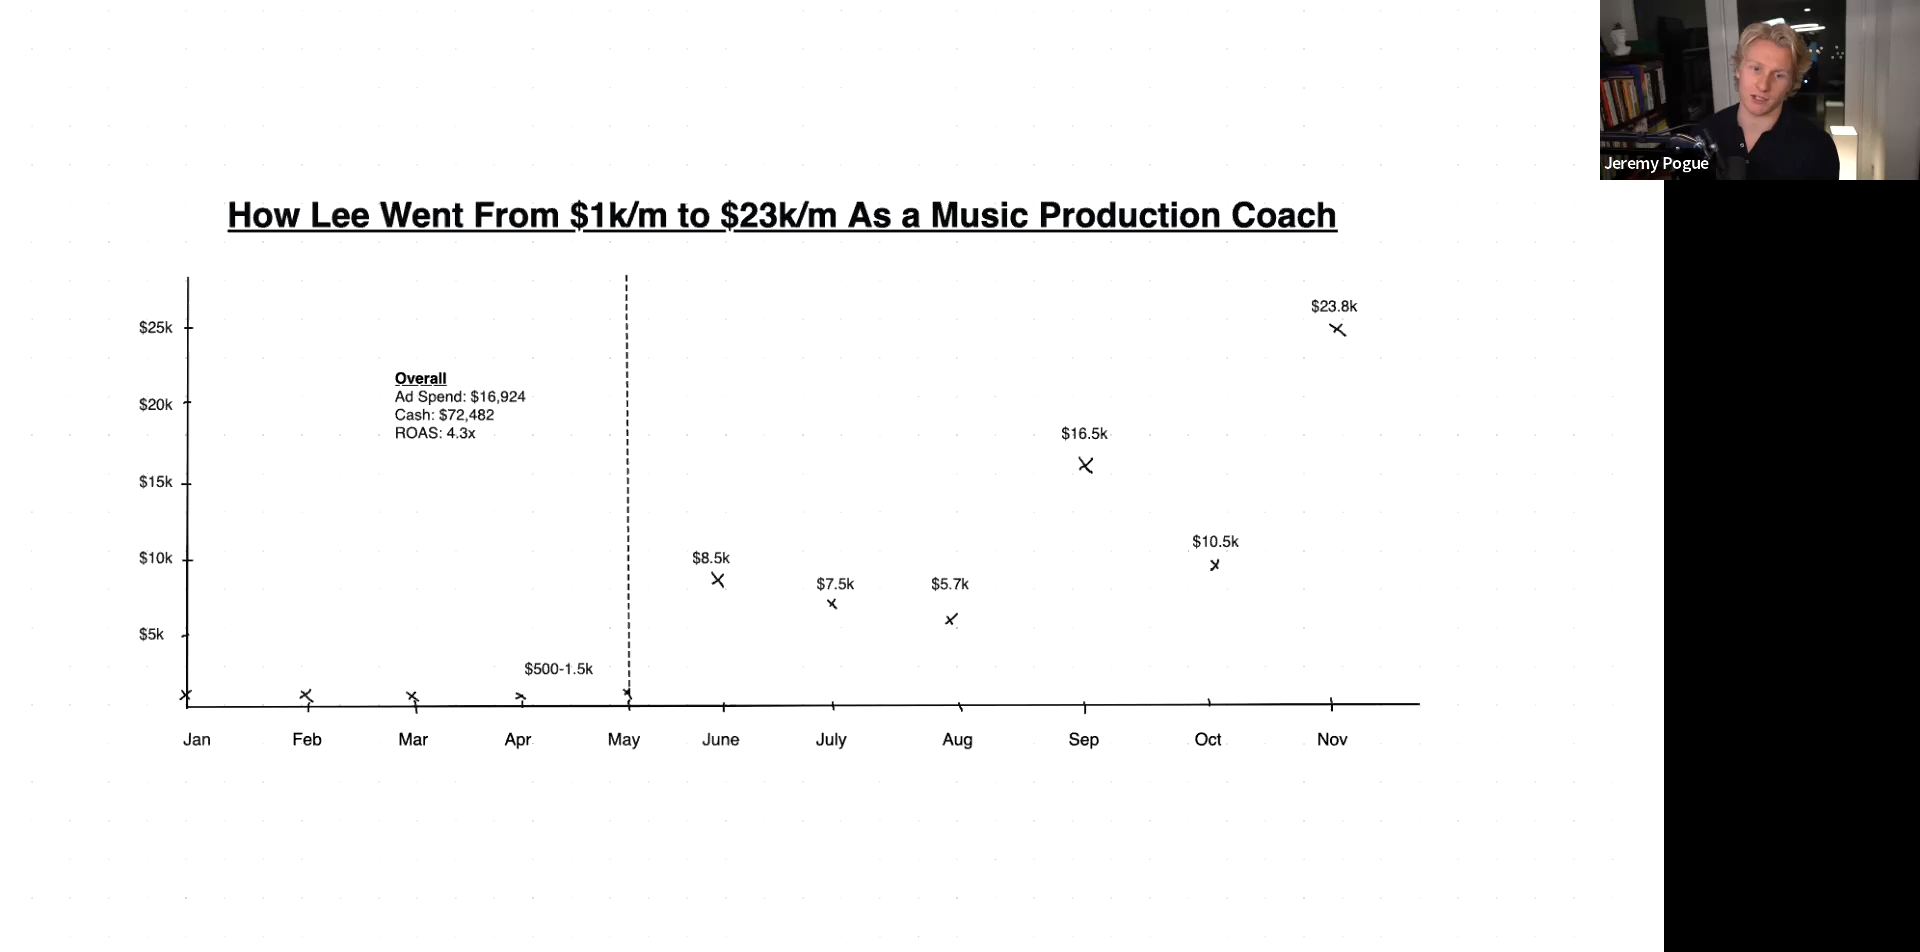 Jeremy Pogue
How Lee Went From $1k/m to $23k/m As a Music Production Coach
$23.8k
$25k
Overall
Ad Spend: $16,924
$20k
Cash: $72,482
ROAS: 4.3x
$16.5k
$15k
$10k
$8.5k
$10.5k
$7.5k
$5.7k
$5k
$500-1.5k
Jan Feb Mar Apr May June July Aug Sep Oct Nov